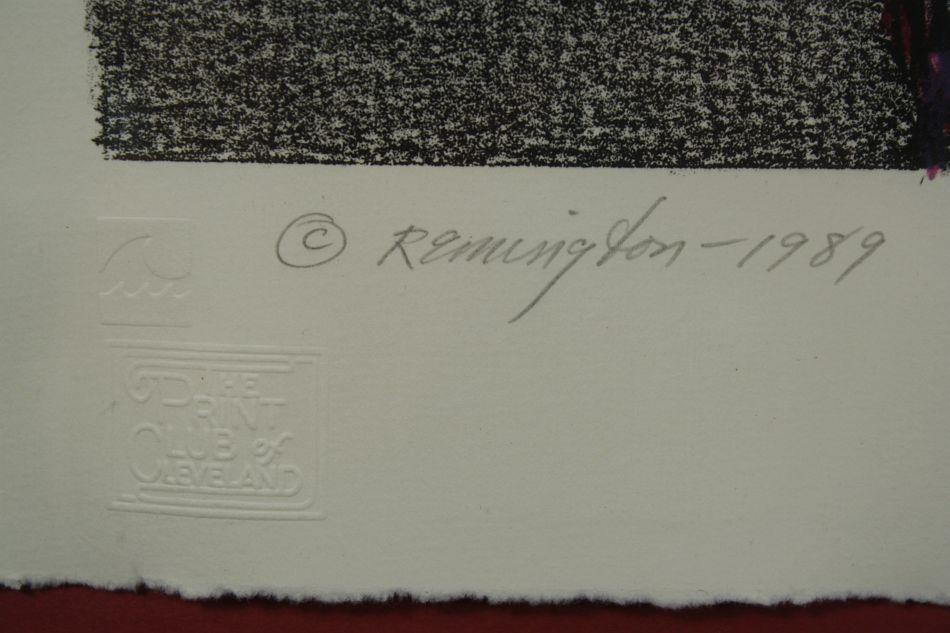 © Remington – 1989
THE
PRINT
CLUB of
CLEVELAND